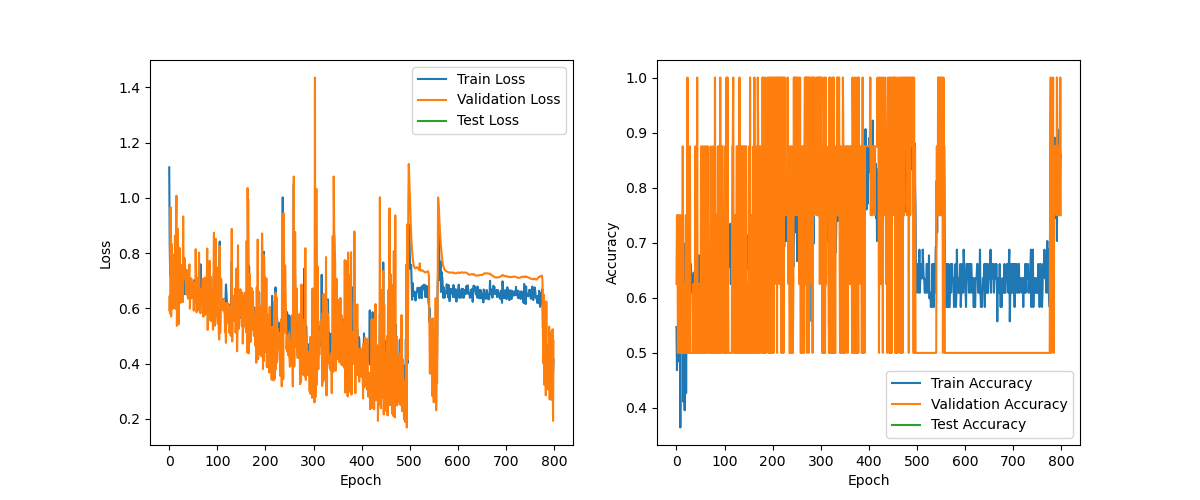 1.4
1.2
1.0
0.8
0.6
0.4
0.2
Loss
0 100 200 300 400 500 600 700 800
Epoch
Train Loss
Validation Loss
Test Loss
1.0
0.9
0.8
0.7
0.6
0.5
0.4
Accuracy
0 100 200 300 400 500 600 700 800
Epoch
Train Accuracy
Validation Accuracy
Test Accuracy